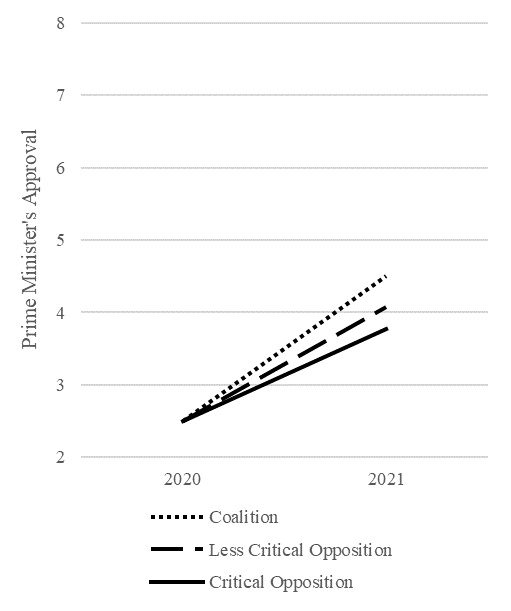 8
7
6
5
4
3
2
Prime Minister's Approval
2020 2021
Coalition
Less Critical Opposition
Critical Opposition